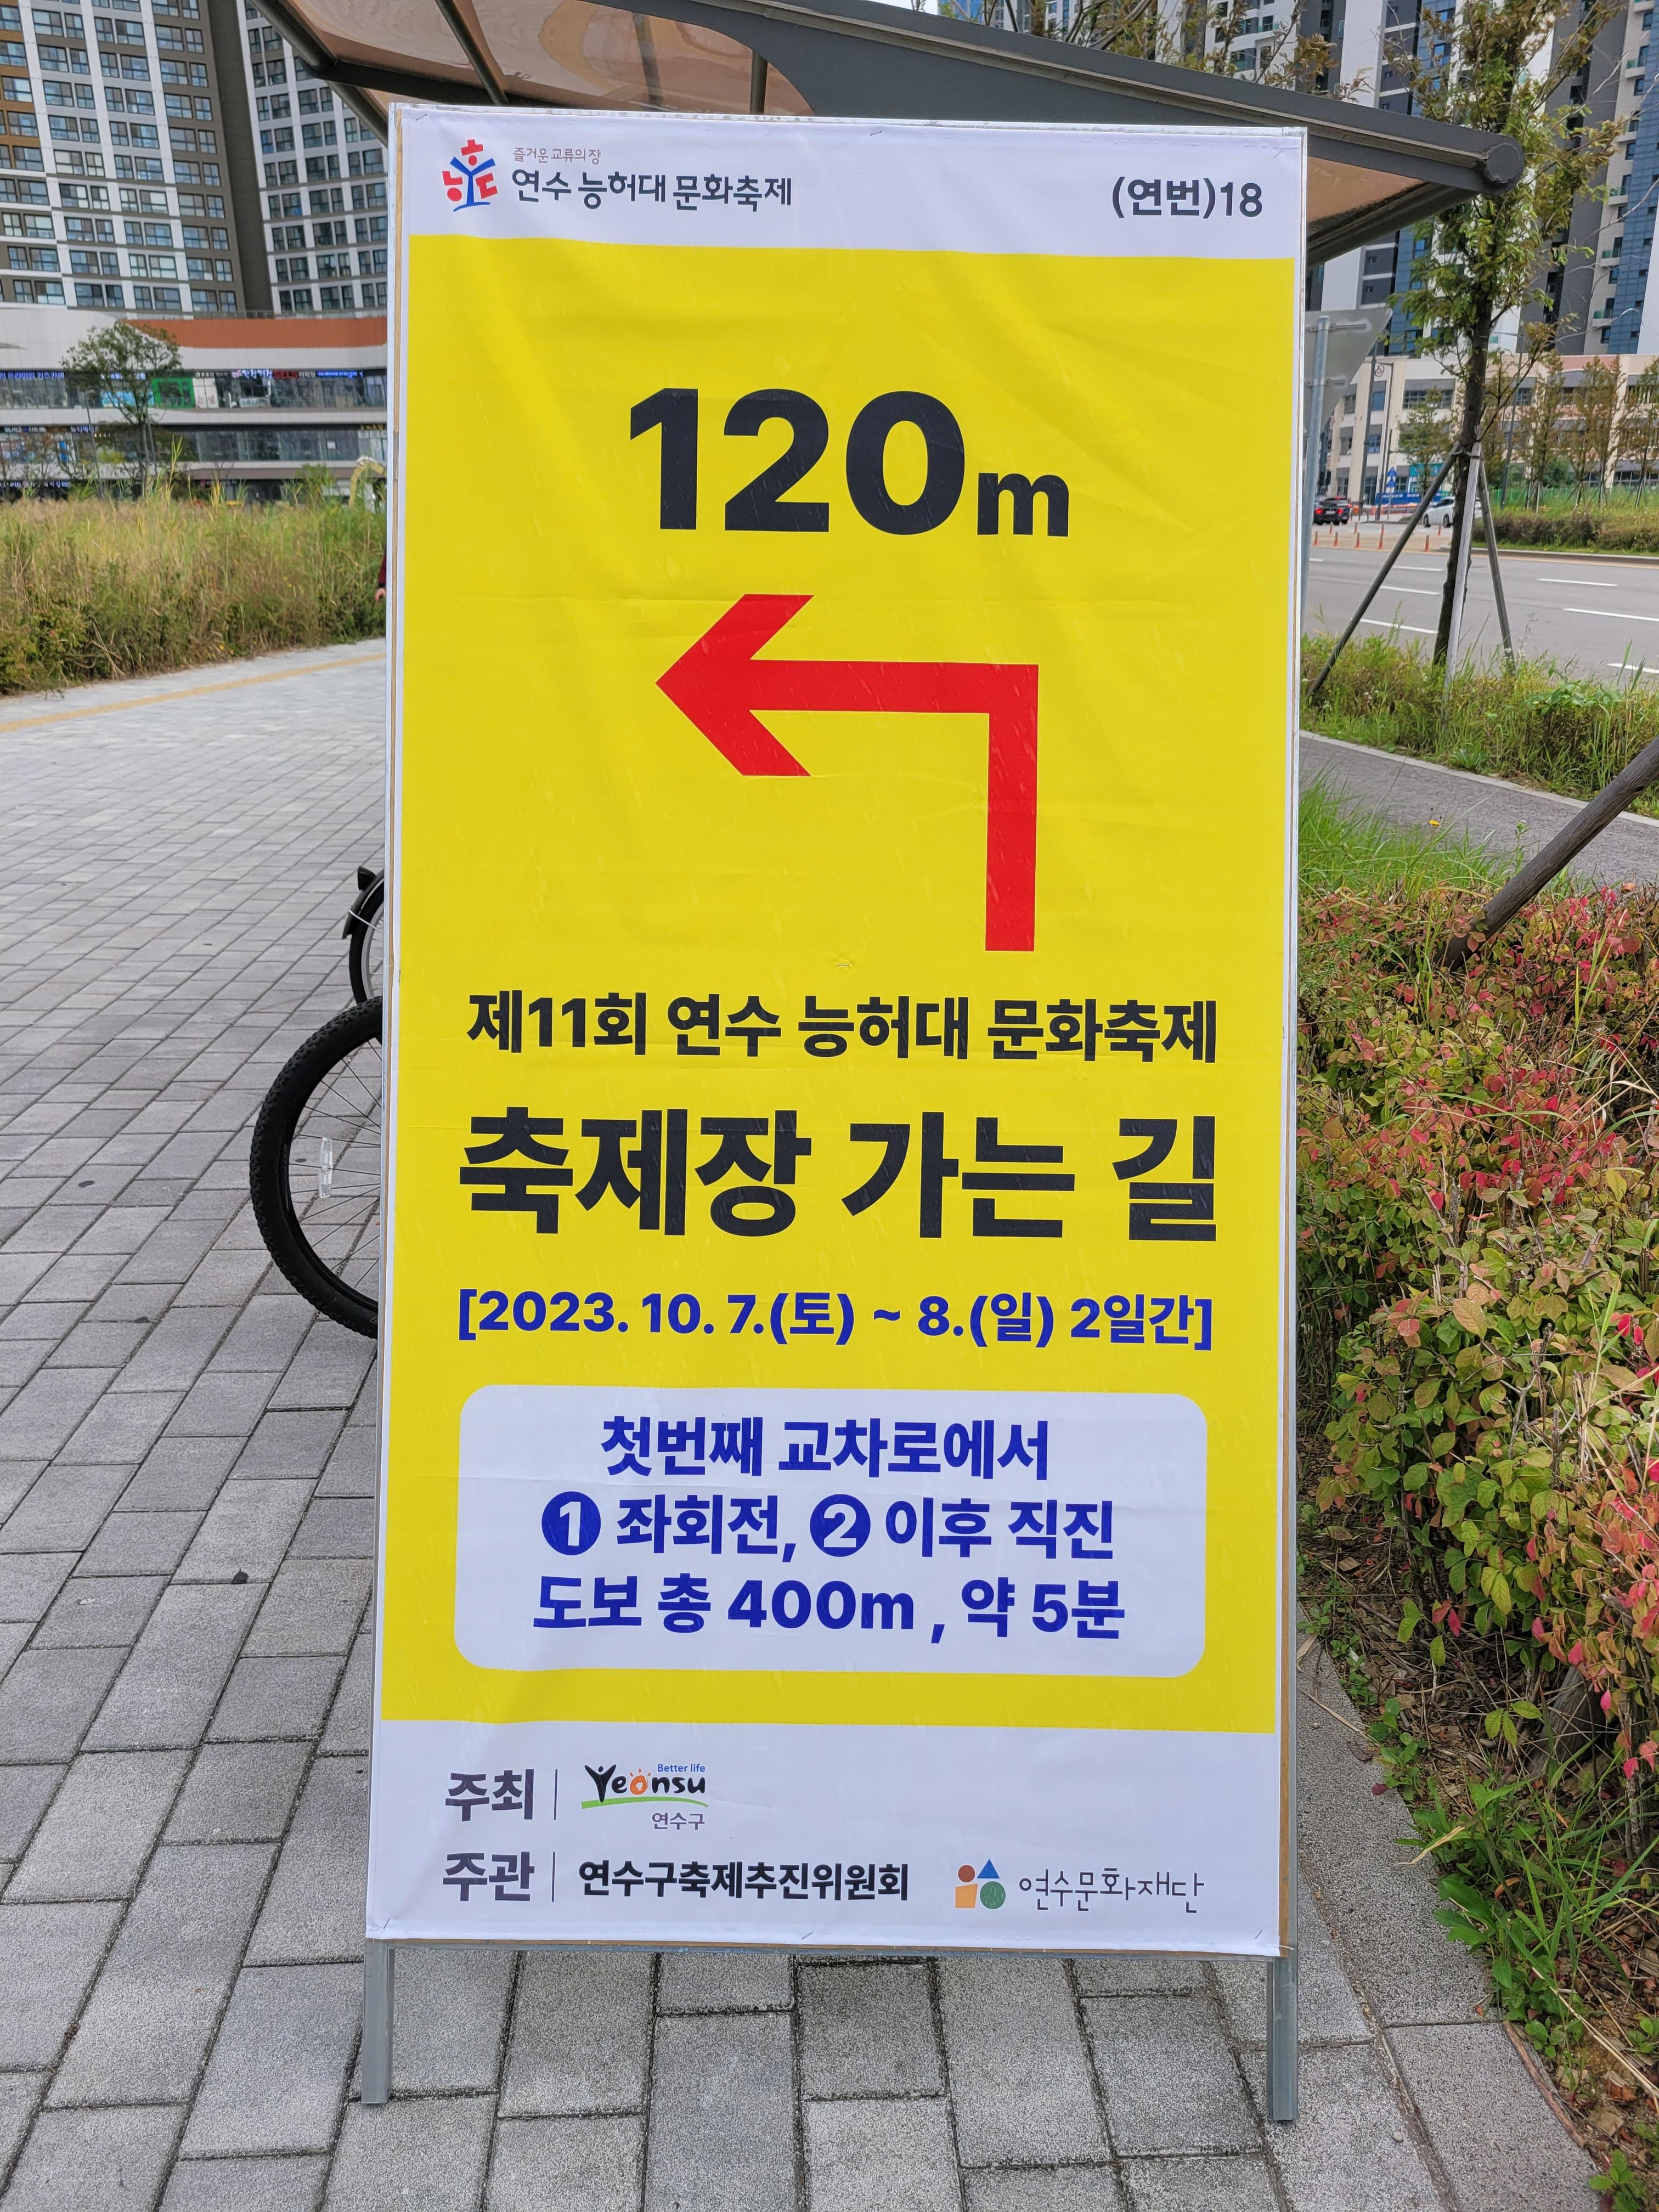 즐거운 교류의 장
연수 능허대 문화축제
(연번)18
120m
제11회 연수 능허대 문화축제
축제장 가는 길
[2023. 10. 7.(토) ~ 8.(일) 2일간]
첫번째 교차로에서
❶ 좌회전, ❷ 이후 직진
도보 총 400m , 약 5분
주최
Better life
Yeonsu
연수구
주관
연수구축제추진위원회
연수문화재단